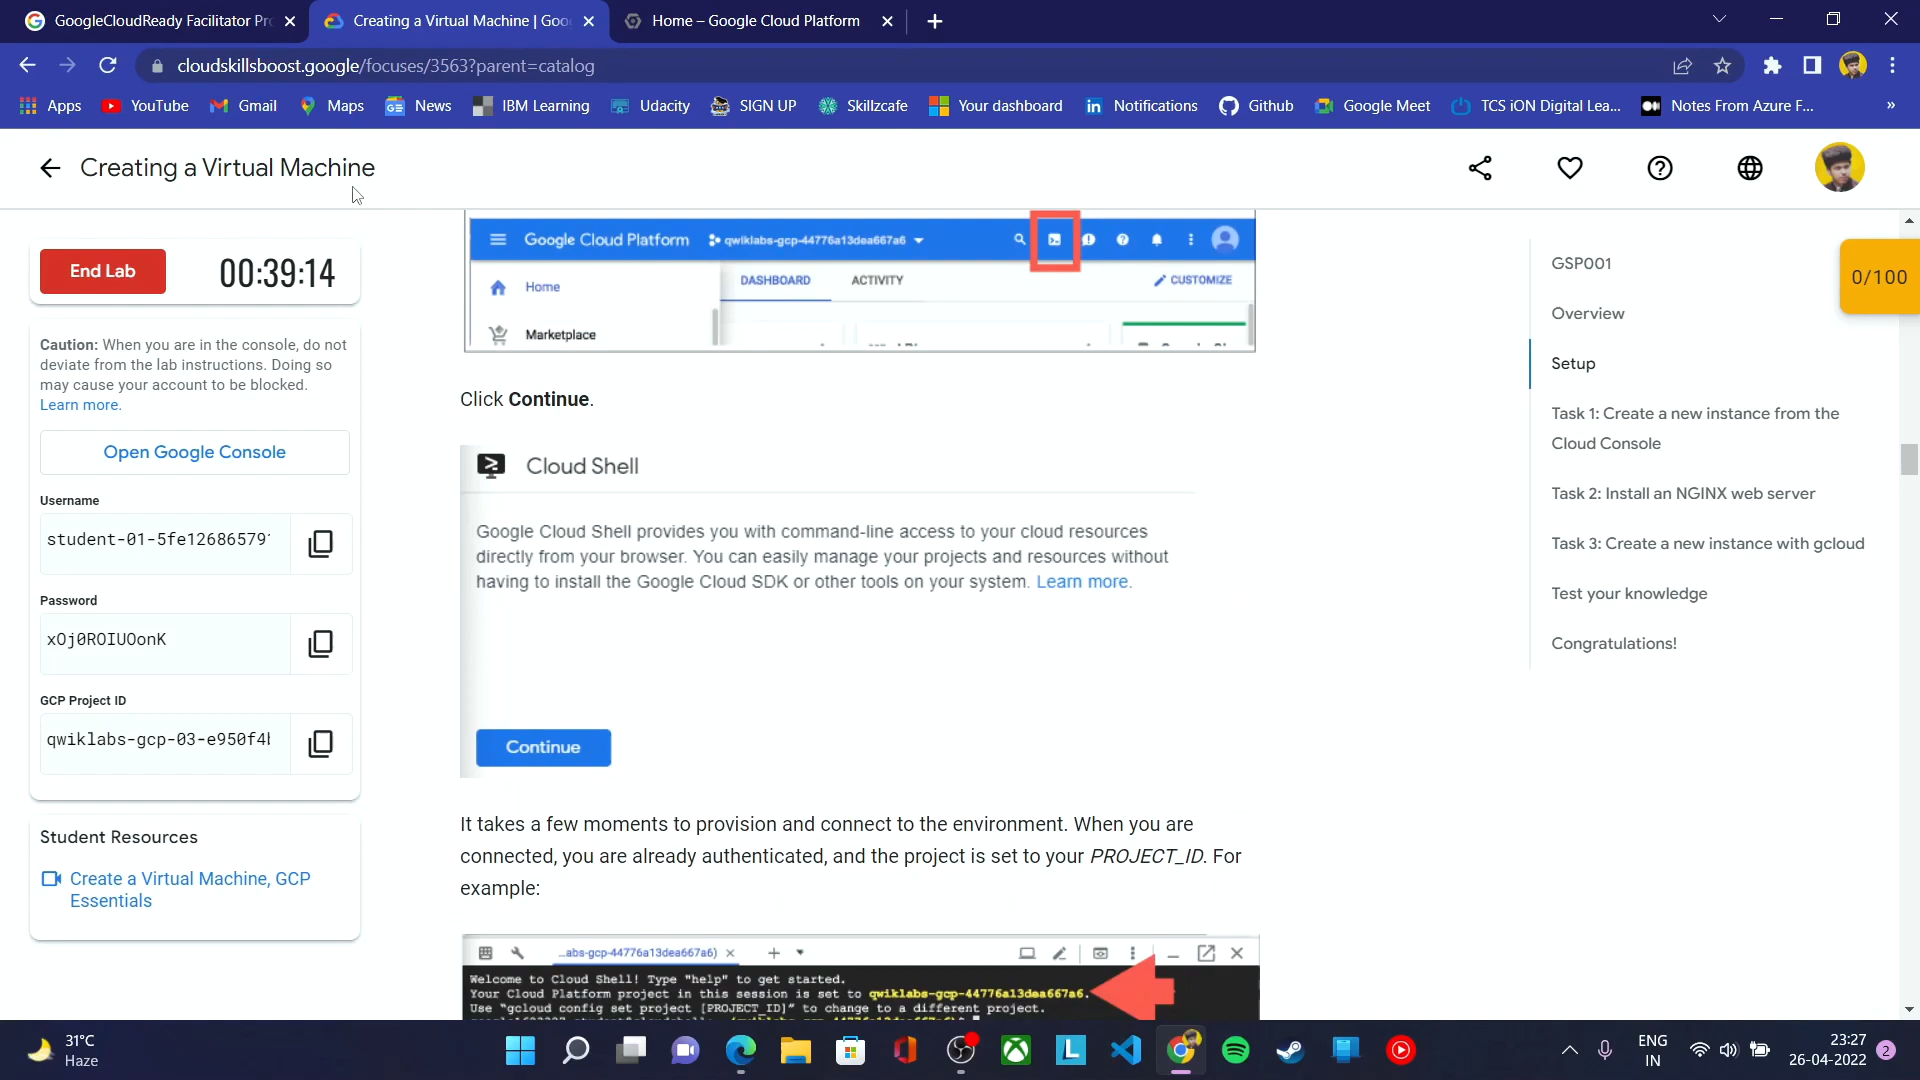 GoogleCloudReady Facilitator Pro
Creating a Virtual Machine | Goo
Home – Google Cloud Platform
cloudskillsboost.google/focuses/3563?parent=catalog
Apps
YouTube
Gmail
Maps
News
IBM Learning
Udacity
SIGN UP
Skillzcafe
Your dashboard
Notifications
Github
Google Meet
TCS iON Digital Lea...
Notes From Azure F...
»
Creating a Virtual Machine
End Lab
00:39:14
Caution: When you are in the console, do not
deviate from the lab instructions. Doing so
may cause your account to be blocked.
Learn more.
Open Google Console
Username
student-01-5fe126865791
Password
xOj0ROIUOonK
GCP Project ID
qwiklabs-gcp-03-e950f4b
Student Resources
Create a Virtual Machine, GCP
Essentials
Google Cloud Platform
qwiklabs-gcp-44776a13dea667a6
Home
DASHBOARD
ACTIVITY
CUSTOMIZE
Marketplace
Click Continue.
Cloud Shell
Google Cloud Shell provides you with command-line access to your cloud resources
directly from your browser. You can easily manage your projects and resources without
having to install the Google Cloud SDK or other tools on your system. Learn more.
Continue
It takes a few moments to provision and connect to the environment. When you are
connected, you are already authenticated, and the project is set to your PROJECT_ID. For
example:
...abs-gcp-44776a13dea667a6)
Welcome to Cloud Shell! Type "help" to get started.
Your Cloud Platform project in this session is set to qwiklabs-gcp-44776a13dea667a6.
Use "gcloud config set project [PROJECT_ID]" to change to a different project.
GSP001
Overview
Setup
Task 1: Create a new instance from the
Cloud Console
Task 2: Install an NGINX web server
Task 3: Create a new instance with gcloud
Test your knowledge
Congratulations!
0/100
31°C
Haze
ENG
IN
23:27
26-04-2022
2